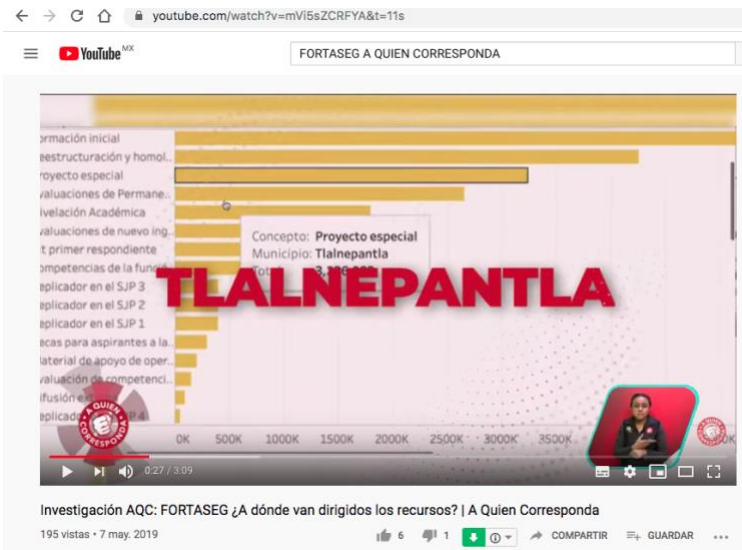 youtube.com/watch?v=mVi5sZCRFYA&t=11s
YouTube MX
FORTASEG A QUIEN CORRESPONDA
ormación inicial
eestructuración y homol..
royecto especial
valuaciones de Permane..
ivelación Académica
valuaciones de nuevo ing..
t primer respondiente
ompetencias de la
eplicador en el SJP 3
eplicador en el SJP 2
eplicador en el SJP 1
ecas para aspirantes a la..
aterial de apoyo de oper..
valuación de competenci..
Concepto: Proyecto especial
Municipio: Tlalnepantla
TLALNEPANTLA
A QUIEN
CORRESPONDA
0K 500K 1000K 1500K 2000K 2500K 3000K 3500K
0:27 / 3:09
Investigación AQC: FORTASEG ¿A dónde van dirigidos los recursos? | A Quien Corresponda
195 vistas • 7 may. 2019
6 1 COMPARTIR GUARDAR